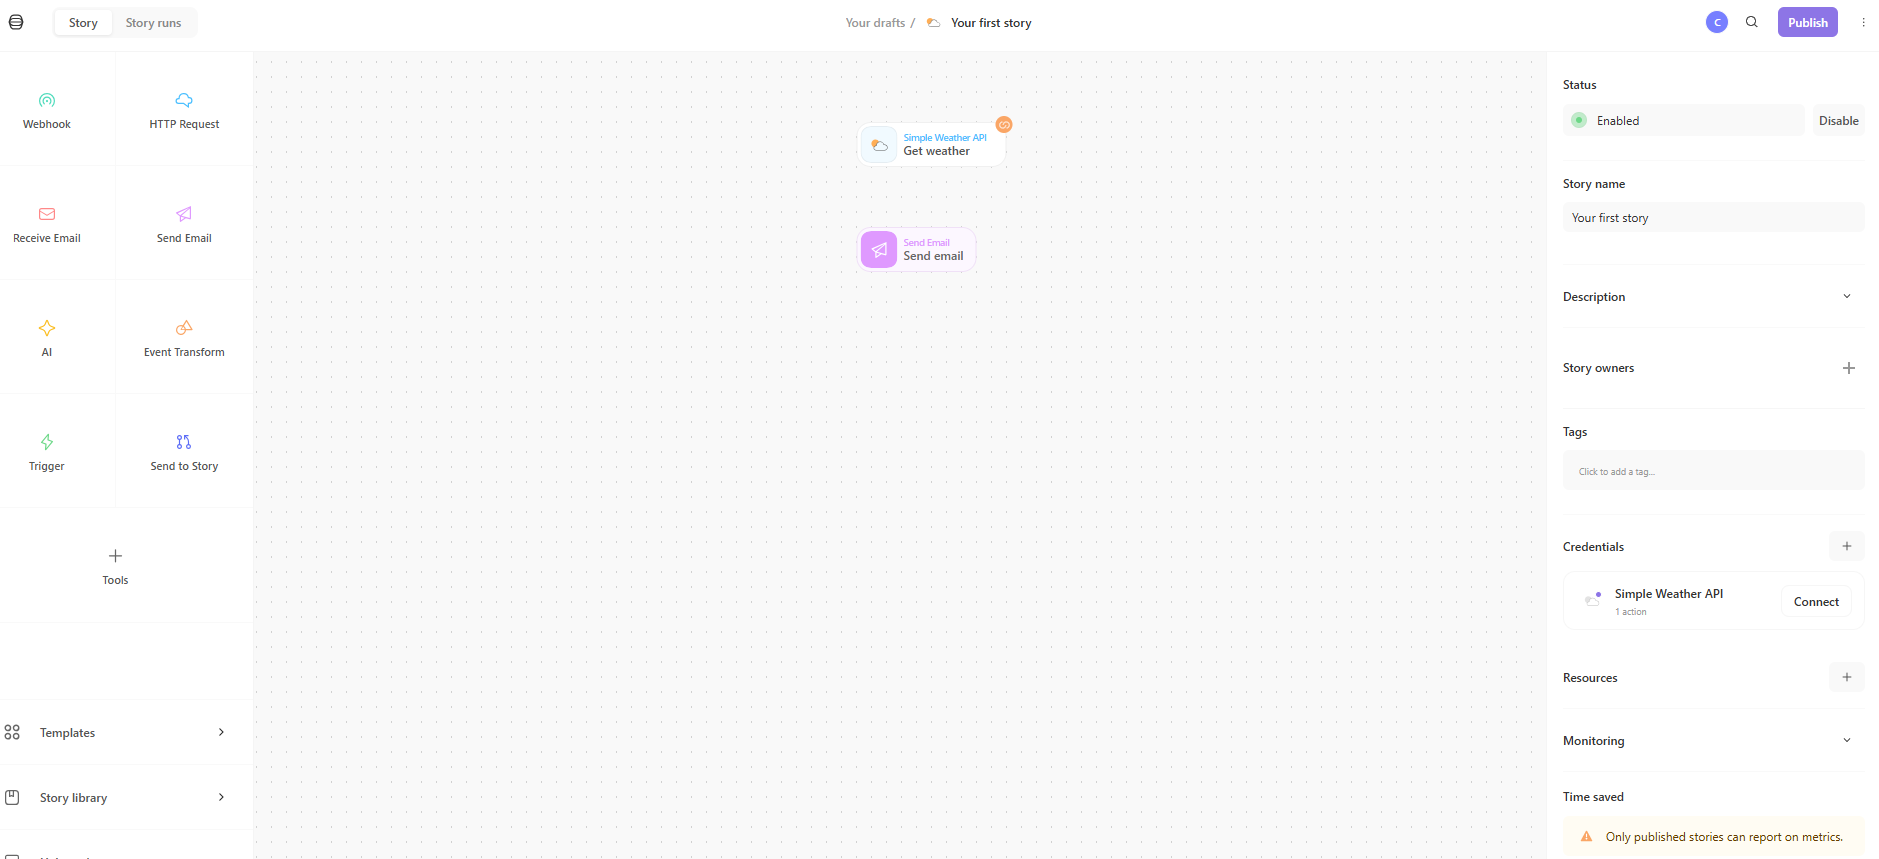 Story
Story runs
Your drafts /
Your first story
C
Publish
Webhook
HTTP Request
Receive Email
Send Email
AI
Event Transform
Trigger
Send to Story
Tools
Templates
Story library
Simple Weather API
Get weather
Send Email
Send email
Status
Enabled
Disable
Story name
Your first story
Description
Story owners
Tags
Click to add a tag...
Credentials
Simple Weather API
1 action
Connect
Resources
Monitoring
Time saved
Only published stories can report on metrics.